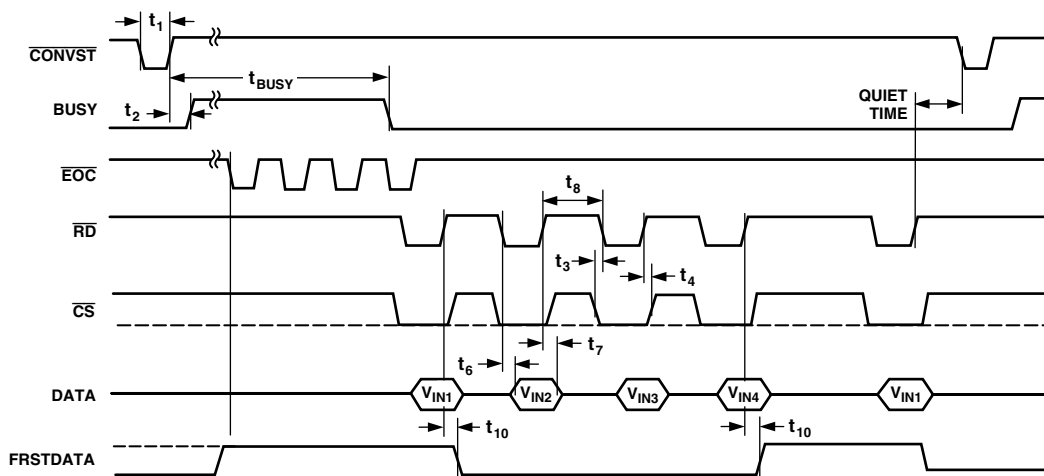 t1
CONVST
tBUSY
BUSY
t2
QUIET
TIME
EOC
t8
RD
t3
t4
CS
t6
t7
DATA
VIN1
VIN2
VIN3
VIN4
VIN1
t10
t10
FRSTDATA